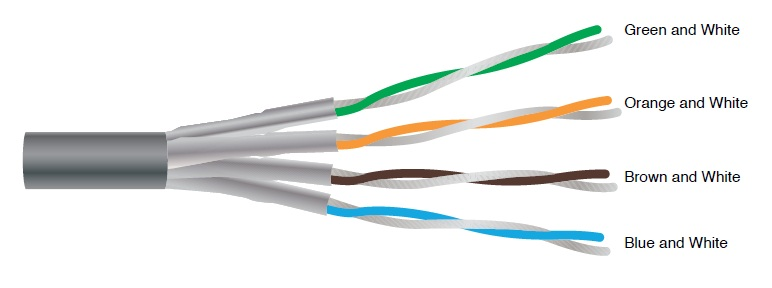 Green and White
Orange and White
Brown and White
Blue and White